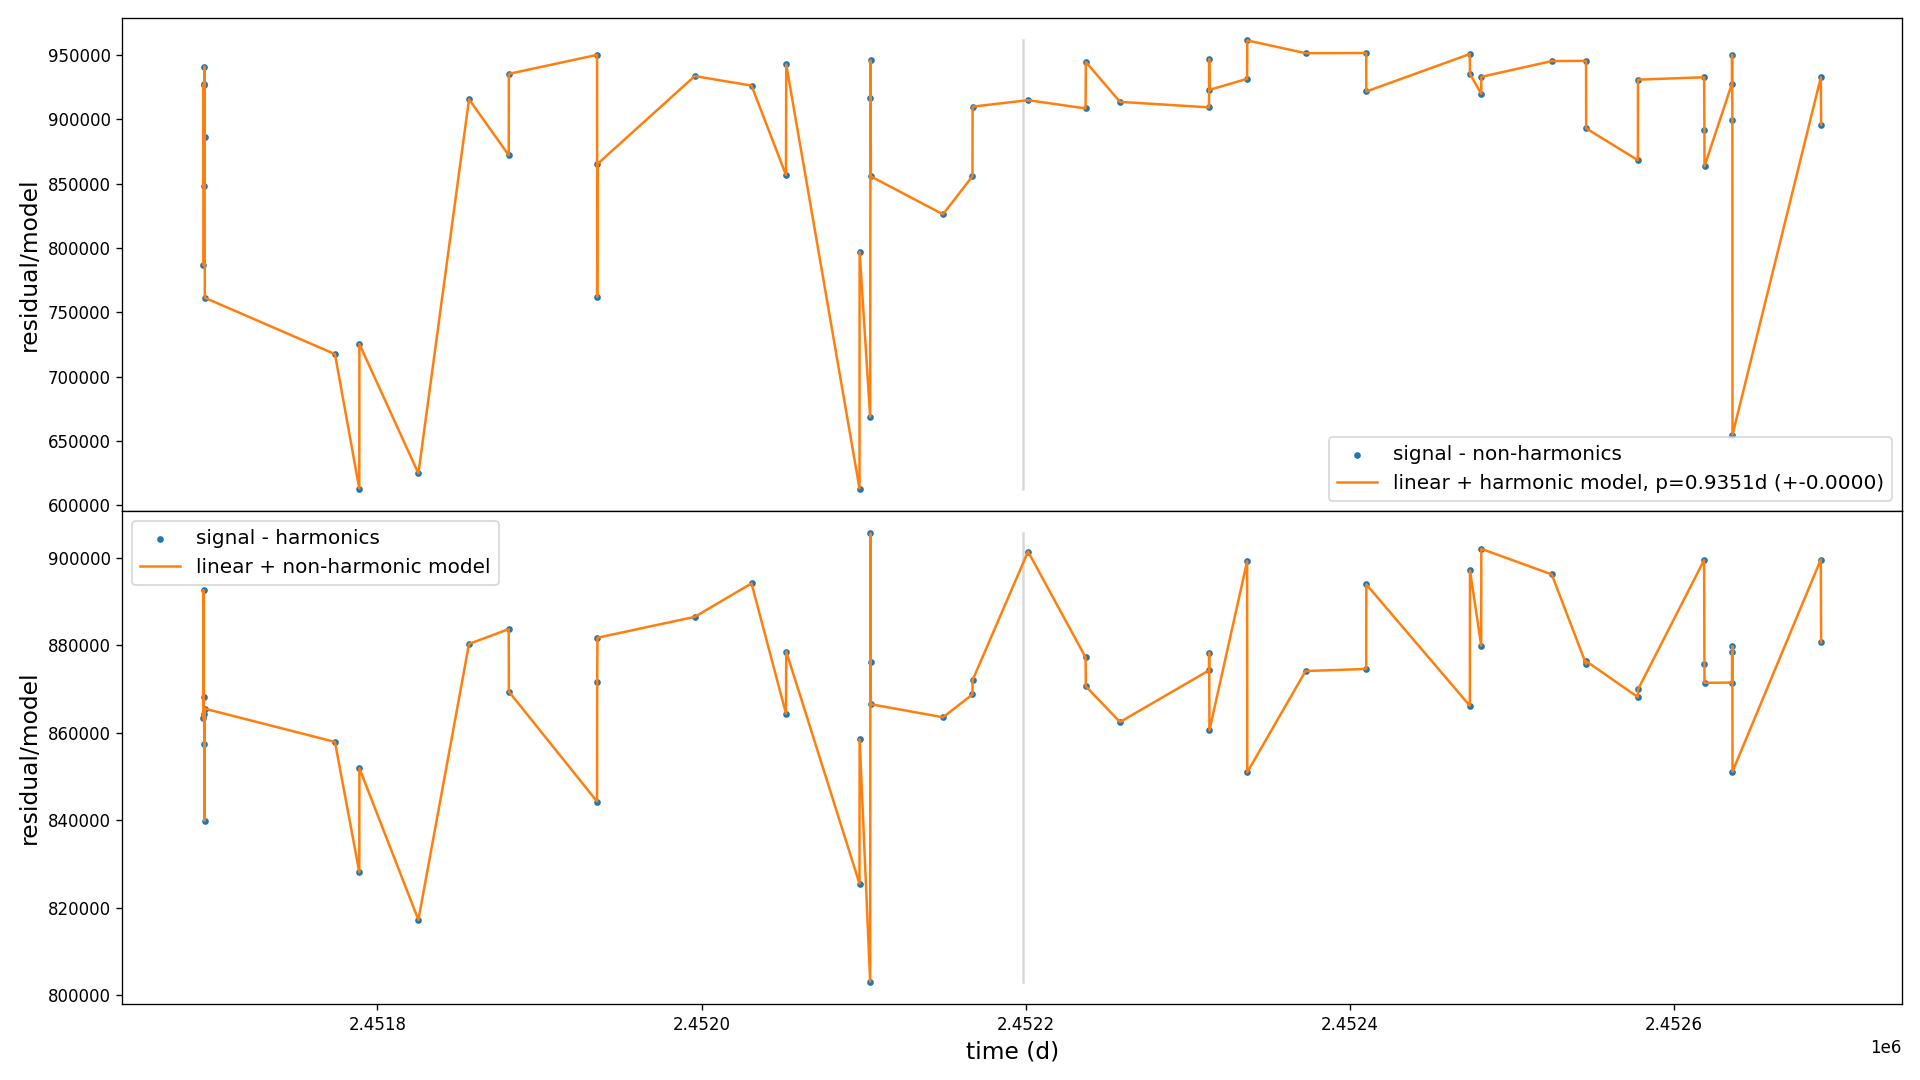 950000
900000
850000
800000
750000
700000
650000
600000
residual/model
signal - non-harmonics
linear + harmonic model, p=0.9351d (+-0.0000)
signal - harmonics
linear + non-harmonic model
900000
880000
860000
840000
820000
800000
residual/model
2.4518
2.4520
2.4522
2.4524
2.4526
1e6
time (d)